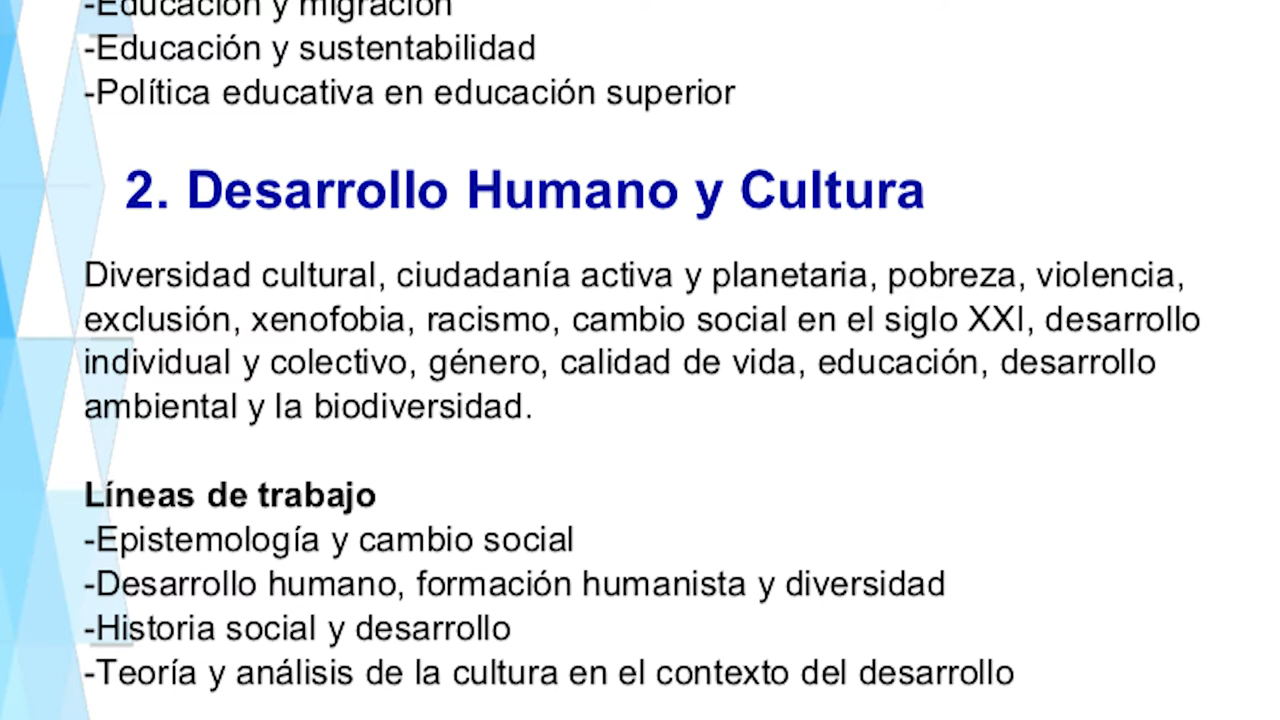 -Educación y migración
-Educación y sustentabilidad
-Política educativa en educación superior
2. Desarrollo Humano y Cultura
Diversidad cultural, ciudadanía activa y planetaria, pobreza, violencia,
exclusión, xenofobia, racismo, cambio social en el siglo XXI, desarrollo
individual y colectivo, género, calidad de vida, educación, desarrollo
ambiental y la biodiversidad.
Líneas de trabajo
-Epistemología y cambio social
-Desarrollo humano, formación humanista y diversidad
-Historia social y desarrollo
-Teoría y análisis de la cultura en el contexto del desarrollo